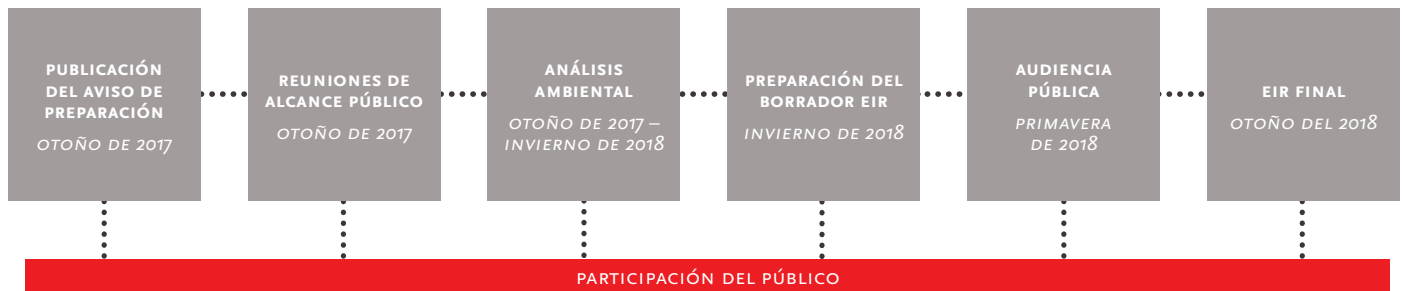 PUBLICACIÓN
DEL AVISO DE
PREPARACIÓN
OTOÑO DE 2017
REUNIONES DE
ALCANCE PÚBLICO
OTOÑO DE 2017
ANÁLISIS
AMBIENTAL
OTOÑO DE 2017 –
INVIERNO DE 2018
PREPARACIÓN DEL
BORRADOR EIR
INVIERNO DE 2018
AUDIENCIA
PÚBLICA
PRIMAVERA
DE 2018
EIR FINAL
OTOÑO DEL 2018
PARTICIPACIÓN DEL PÚBLICO